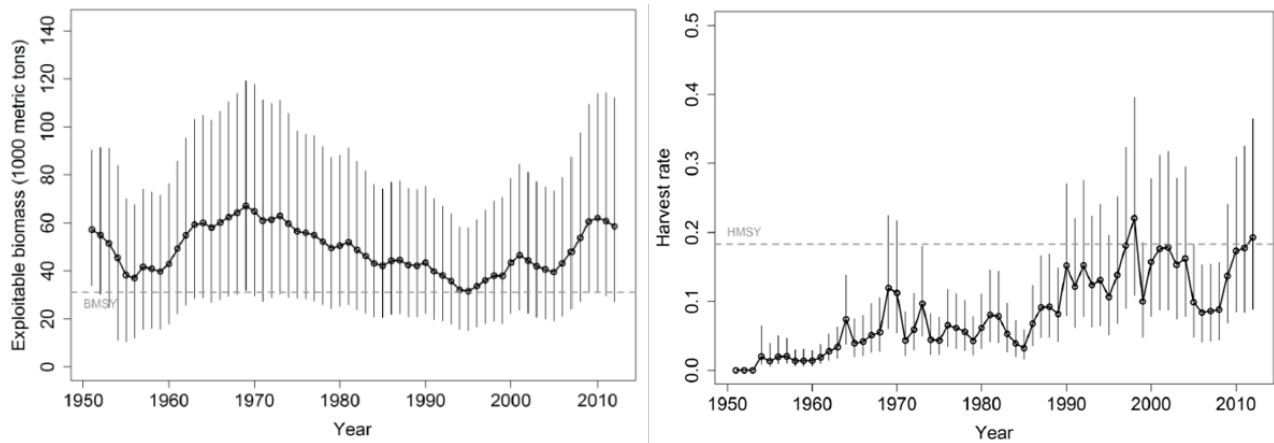 Exploitable biomass (1000 metric tons)
140
120
100
80
60
40
20
0
BMSY
1950 1960 1970 1980 1990 2000 2010
Year
Harvest rate
0.5
0.4
0.3
0.2
0.1
0.0
HMSY
1950 1960 1970 1980 1990 2000 2010
Year